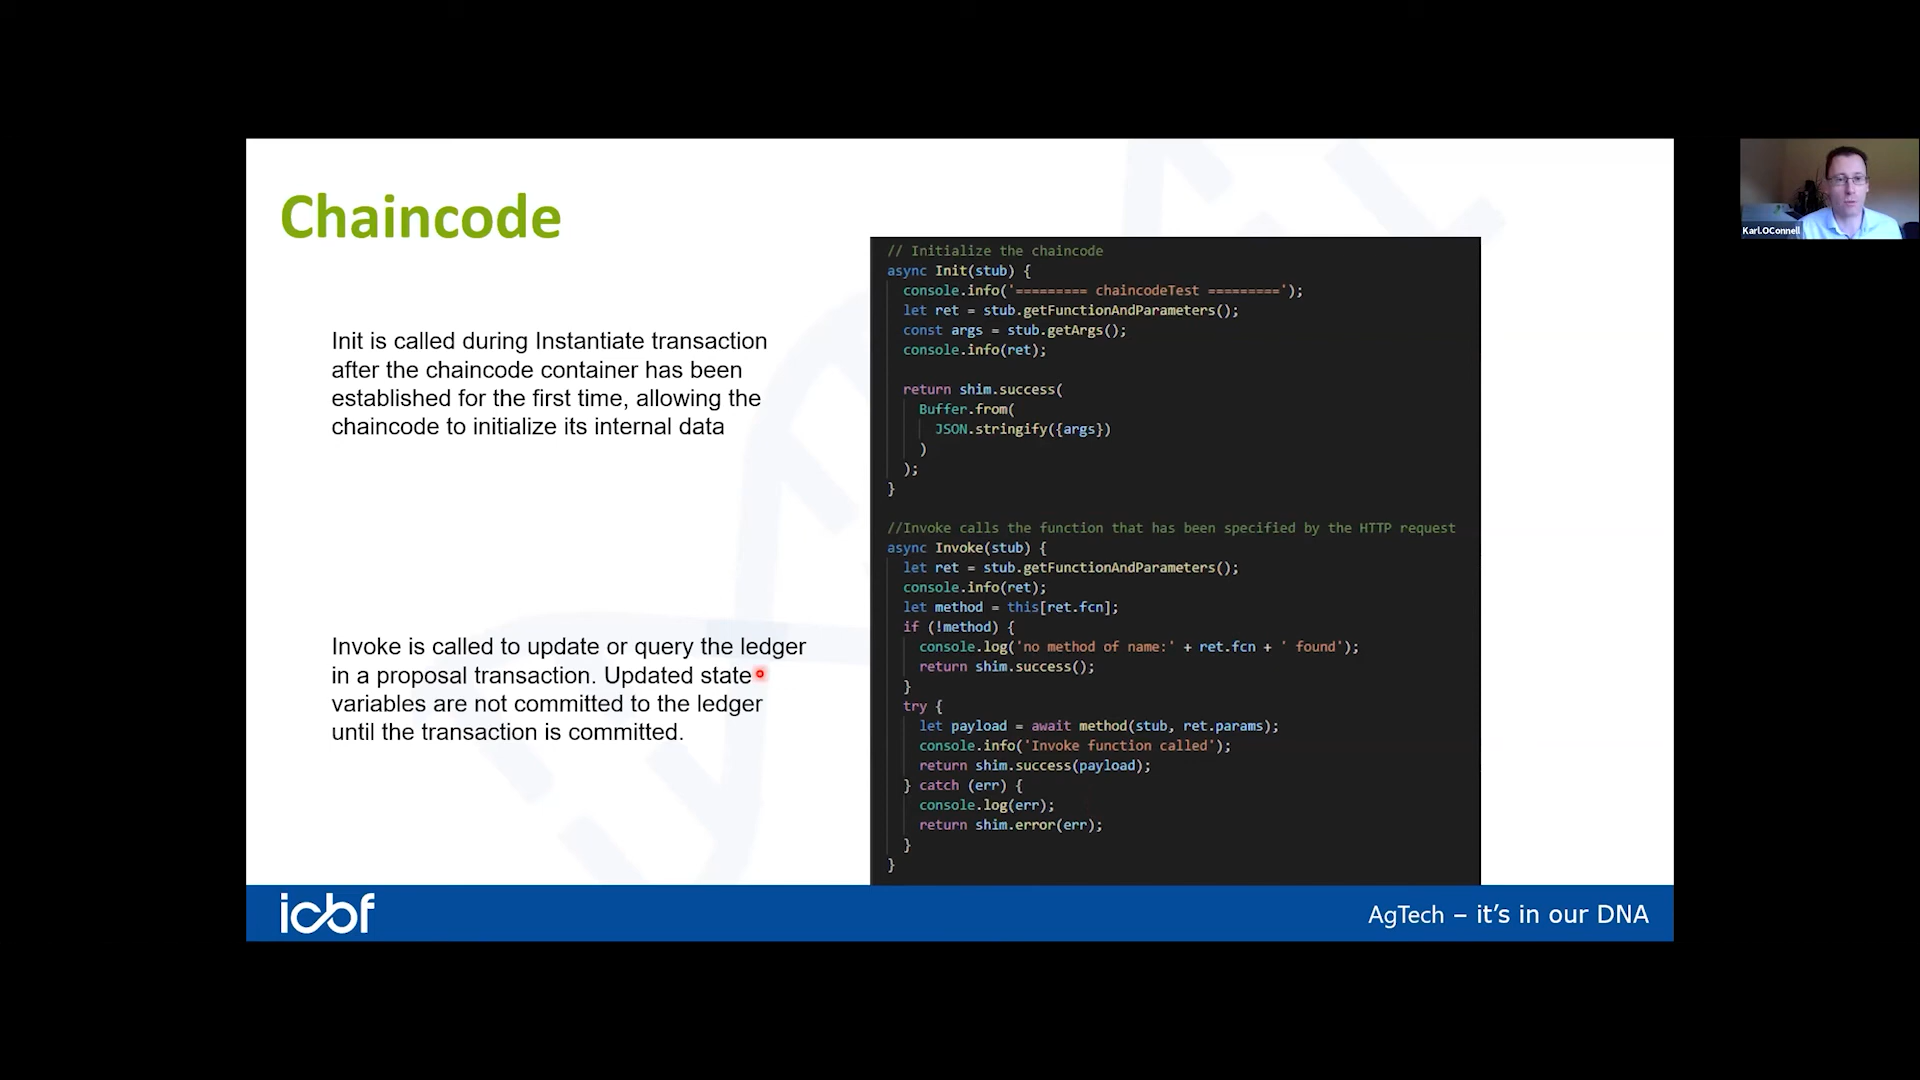 Chaincode
Init is called during Instantiate transaction
after the chaincode container has been
established for the first time, allowing the
chaincode to initialize its internal data
Invoke is called to update or query the ledger
in a proposal transaction. Updated state
variables are not committed to the ledger
until the transaction is committed.
// Initialize the chaincode
async Init(stub) {
console.info('========= chaincodeTest =========');
let ret = stub.getFunctionAndParameters();
const args = stub.getArgs();
console.info(ret);
return shim.success(
Buffer.from(
JSON.stringify({args})
)
);
}
//Invoke calls the function that has been specified by the HTTP request
async Invoke(stub) {
let ret = stub.getFunctionAndParameters();
console.info(ret);
let method = this[ret.fcn];
if (!method) {
console.log('no method of name:' + ret.fcn + ' found');
return shim.success();
}
try {
let payload = await method(stub, ret.params);
console.info('Invoke function called');
return shim.success(payload);
} catch (err) {
console.log(err);
return shim.error(err);
}
}
icbf
AgTech – it’s in our DNA
Karl.OConnell